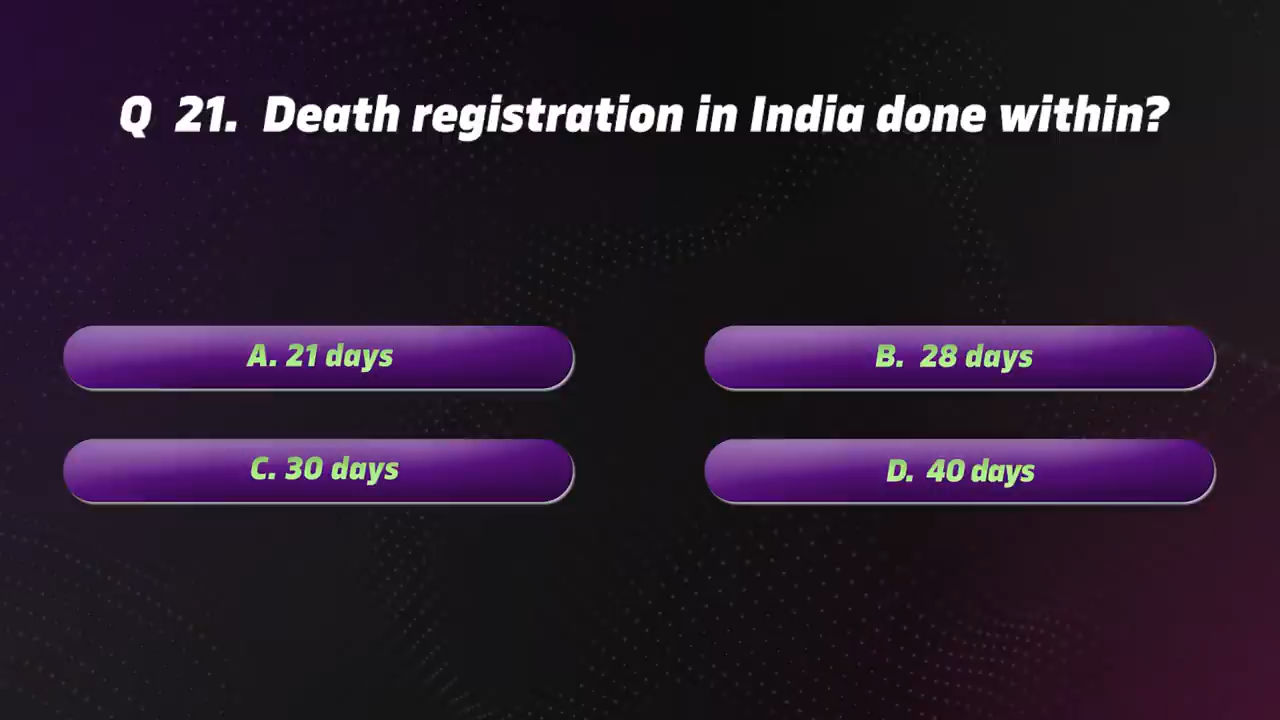 Q 21. Death registration in India done within?
A. 21 days
B. 28 days
C. 30 days
D. 40 days